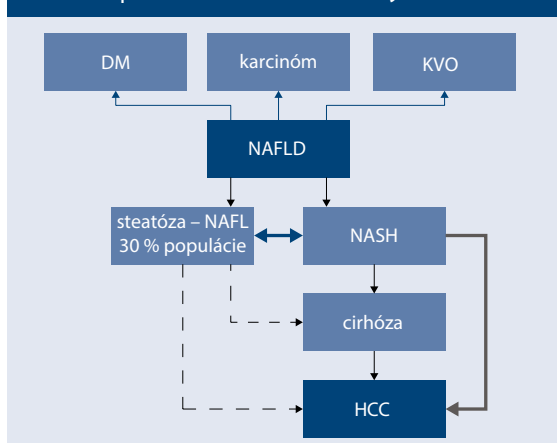 DM
karcinóm
KVO
NAFLD
steatóza – NAFL
30 % populácie
NASH
cirhóza
HCC